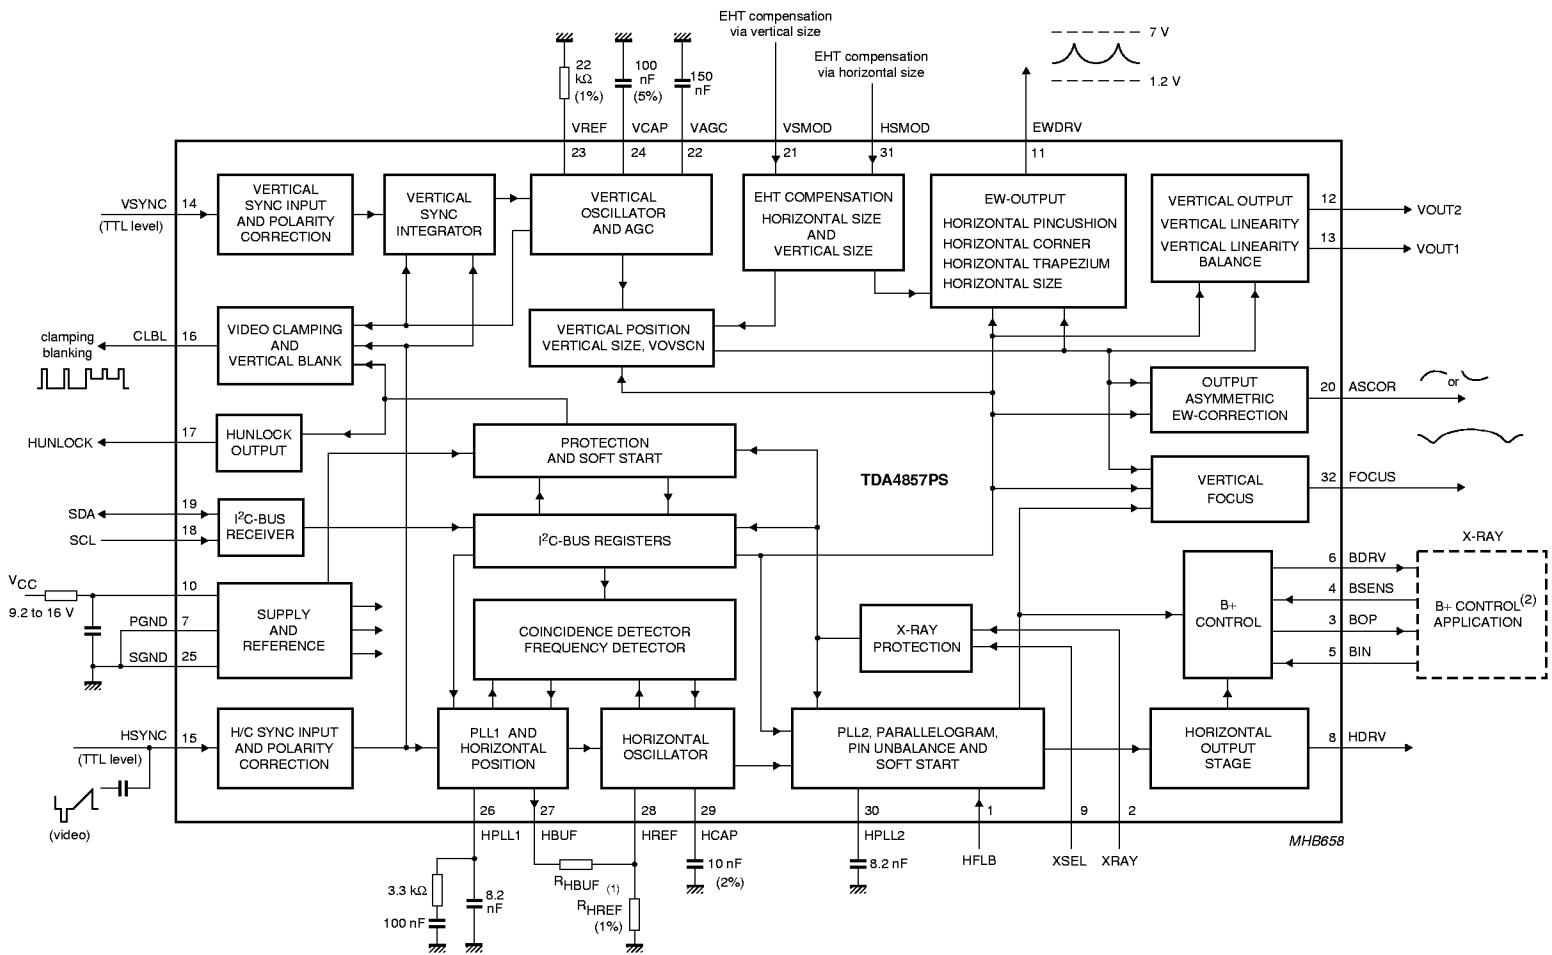 EHT compensation
via vertical size
EHT compensation
via horizontal size
7 V
1.2 V
22
kΩ
(1%)
100
nF
(5%)
150
nF
VREF
VCAP
VAGC
VSMOD
HSMOD
EWDRV
23
24
22
21
31
11
VSYNC
14
(TTL level)
VERTICAL
SYNC INPUT
AND POLARITY
CORRECTION
VERTICAL
SYNC
INTEGRATOR
VERTICAL
OSCILLATOR
AND AGC
EHT COMPENSATION
HORIZONTAL SIZE
AND
VERTICAL SIZE
EW-OUTPUT
HORIZONTAL PINCUSHION
HORIZONTAL CORNER
HORIZONTAL TRAPEZIUM
HORIZONTAL SIZE
VERTICAL OUTPUT
VERTICAL LINEARITY
VERTICAL LINEARITY
BALANCE
12
VOUT2
13
VOUT1
clamping
blanking
CLBL
16
VIDEO CLAMPING
AND
VERTICAL BLANK
VERTICAL POSITION
VERTICAL SIZE, VOVSCN
OUTPUT
ASYMMETRIC
EW-CORRECTION
20
ASCOR
or
HUNLOCK
17
HUNLOCK
OUTPUT
PROTECTION
AND SOFT START
TDA4857PS
VERTICAL
FOCUS
32
FOCUS
SDA
19
SCL
18
I2C-BUS
RECEIVER
I2C-BUS REGISTERS
X-RAY
VCC
10
9.2 to 16 V
PGND
7
SGND
25
SUPPLY
AND
REFERENCE
COINCIDENCE DETECTOR
FREQUENCY DETECTOR
X-RAY
PROTECTION
B+
CONTROL
6
BDRV
4
BSENS
3
BOP
5
BIN
B+ CONTROL(2)
APPLICATION
HSYNC
15
(TTL level)
(video)
H/C SYNC INPUT
AND POLARITY
CORRECTION
PLL1 AND
HORIZONTAL
POSITION
HORIZONTAL
OSCILLATOR
PLL2, PARALLELOGRAM,
PIN UNBALANCE AND
SOFT START
HORIZONTAL
OUTPUT
STAGE
8
HDRV
26
27
28
29
30
1
9
2
HPLL1
HBUF
HREF
HCAP
HPLL2
HFLB
XSEL
XRAY
MHB658
3.3 kΩ
100 nF
8.2
nF
RHBUF (1)
RHREF
(1%)
10 nF
(2%)
8.2 nF